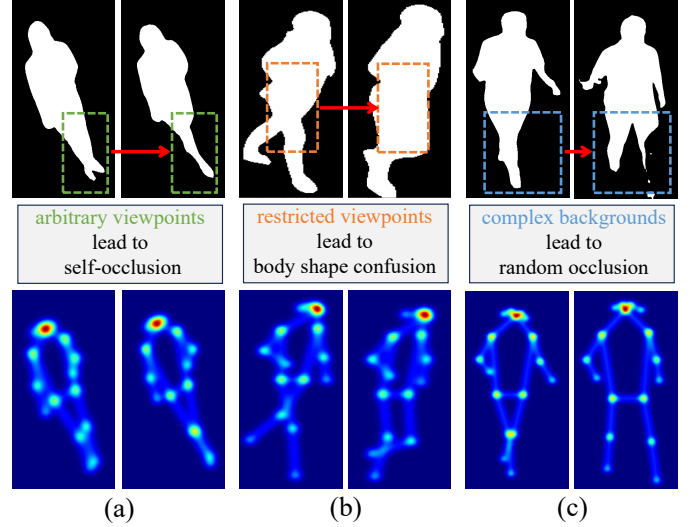 arbitrary viewpoints
lead to
self-occlusion
restricted viewpoints
lead to
body shape confusion
complex backgrounds
lead to
random occlusion
(a)
(b)
(c)